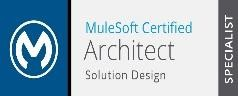 MuleSoft Certified
Architect
Solution Design
SPECIALIST